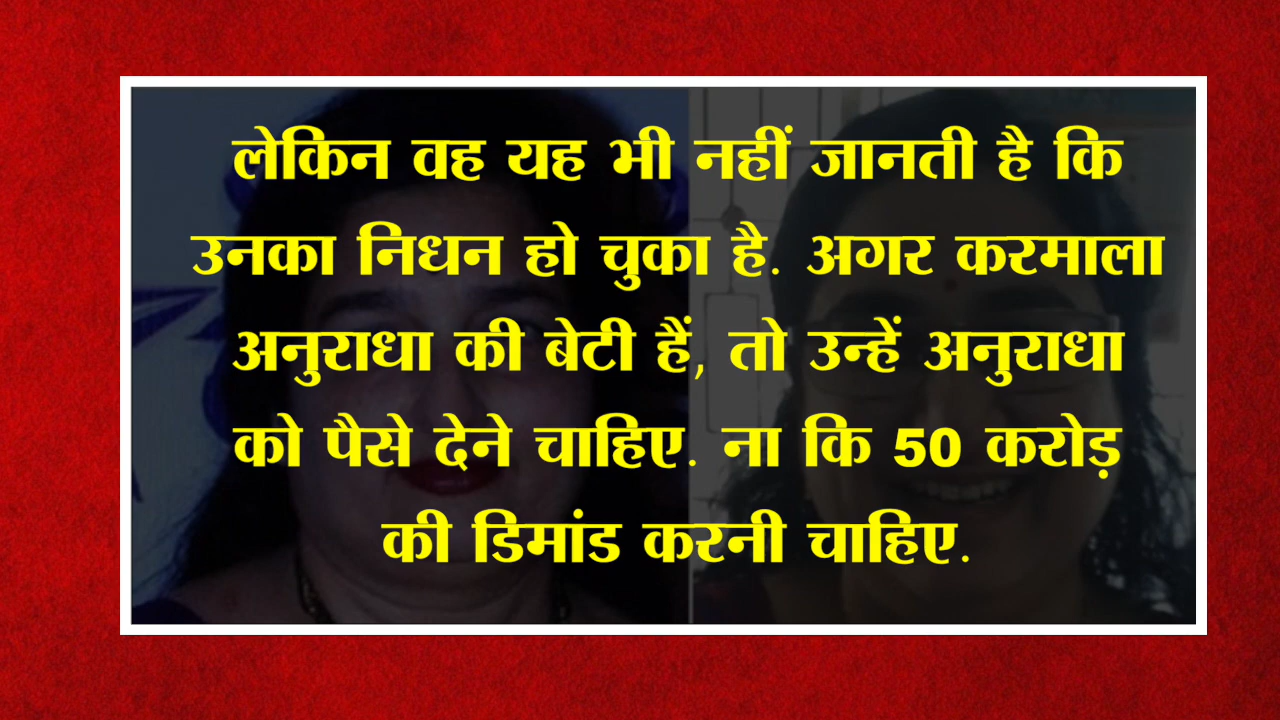 लेकिन वह यह भी नहीं जानती है कि
उनका निधन हो चुका है. अगर करमाला
अनुराधा की बेटी हैं, तो उन्हें अनुराधा
को पैसे देने चाहिए. ना कि 50 करोड़
की डिमांड करनी चाहिए.